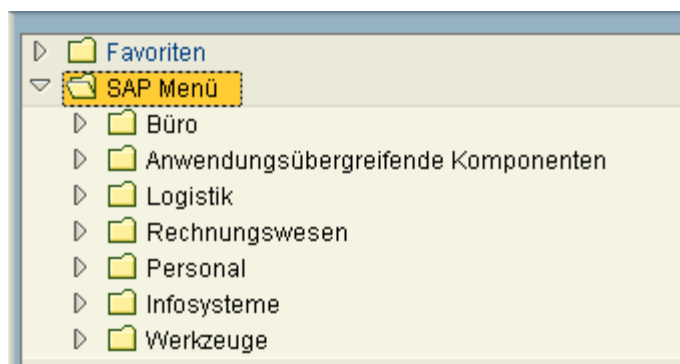 Favoriten
SAP Menü
Büro
Anwendungsübergreifende Komponenten
Logistik
Rechnungswesen
Personal
Infosysteme
Werkzeuge